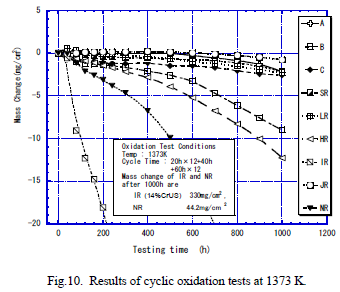 5
0
-5
-10
-15
-20
Mass Change(mg/cm²)
0 200 400 600 800 1000 1200
Testing time (h)
Oxidation Test Conditions
Temp : 1373K
Cycle Time : 20h×12+40h
+60h×12
Mass change of IR and NR
after 1000h are
IR (14%CrUS) 330mg/cm²,
NR 44.2mg/cm²
A
B
C
SR
LR
HR
IR
JR
NR
Fig.10. Results of cyclic oxidation tests at 1373 K.